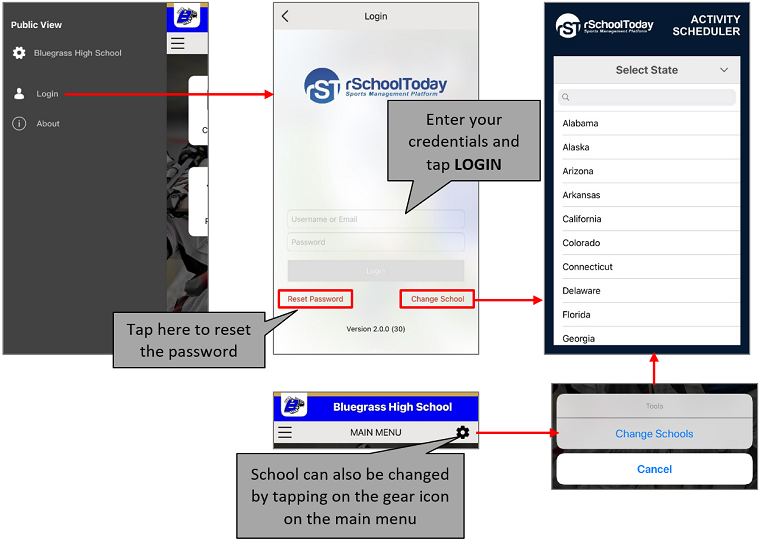 Public View
Bluegrass High School
Login
About
Login
rSchoolToday
Sports Management Platform
Enter your
credentials and
tap LOGIN
Username or Email
Password
Login
Reset Password
Change School
Version 2.0.0 (30)
Tap here to reset
the password
rSchoolToday
Sports Management Platform
ACTIVITY
SCHEDULER
Select State
Alabama
Alaska
Arizona
Arkansas
California
Colorado
Connecticut
Delaware
Florida
Georgia
Bluegrass High School
MAIN MENU
School can also be changed
by tapping on the gear icon
on the main menu
Tools
Change Schools
Cancel